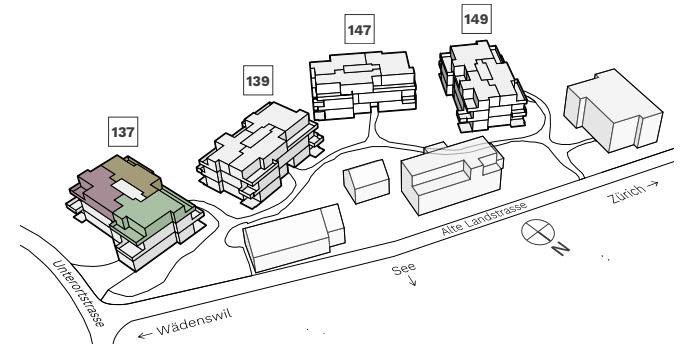 149
147
139
137
Zürich →
Alte Landstrasse
N
See
↓
Unterortstrasse
← Wädenswil